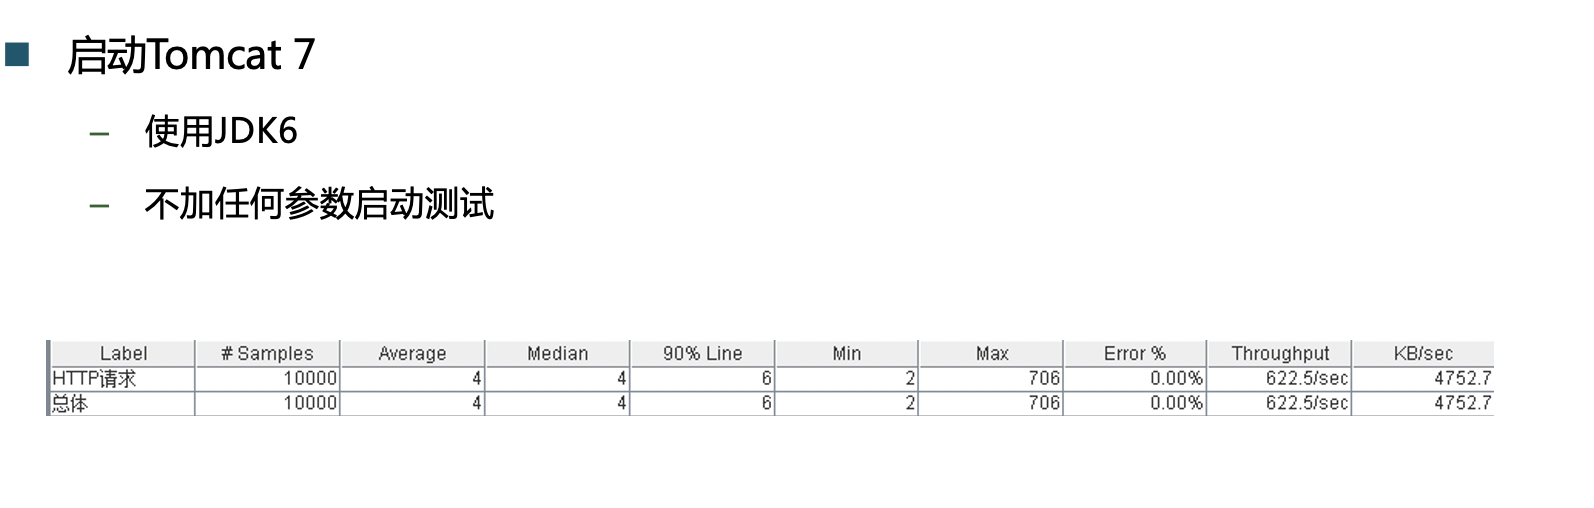 启动Tomcat 7
– 使用JDK6
– 不加任何参数启动测试
Label # Samples Average Median 90% Line Min Max Error % Throughput KB/sec
HTTP请求 10000 4 4 6 2 706 0.00% 622.5/sec 4752.7
总体 10000 4 4 6 2 706 0.00% 622.5/sec 4752.7